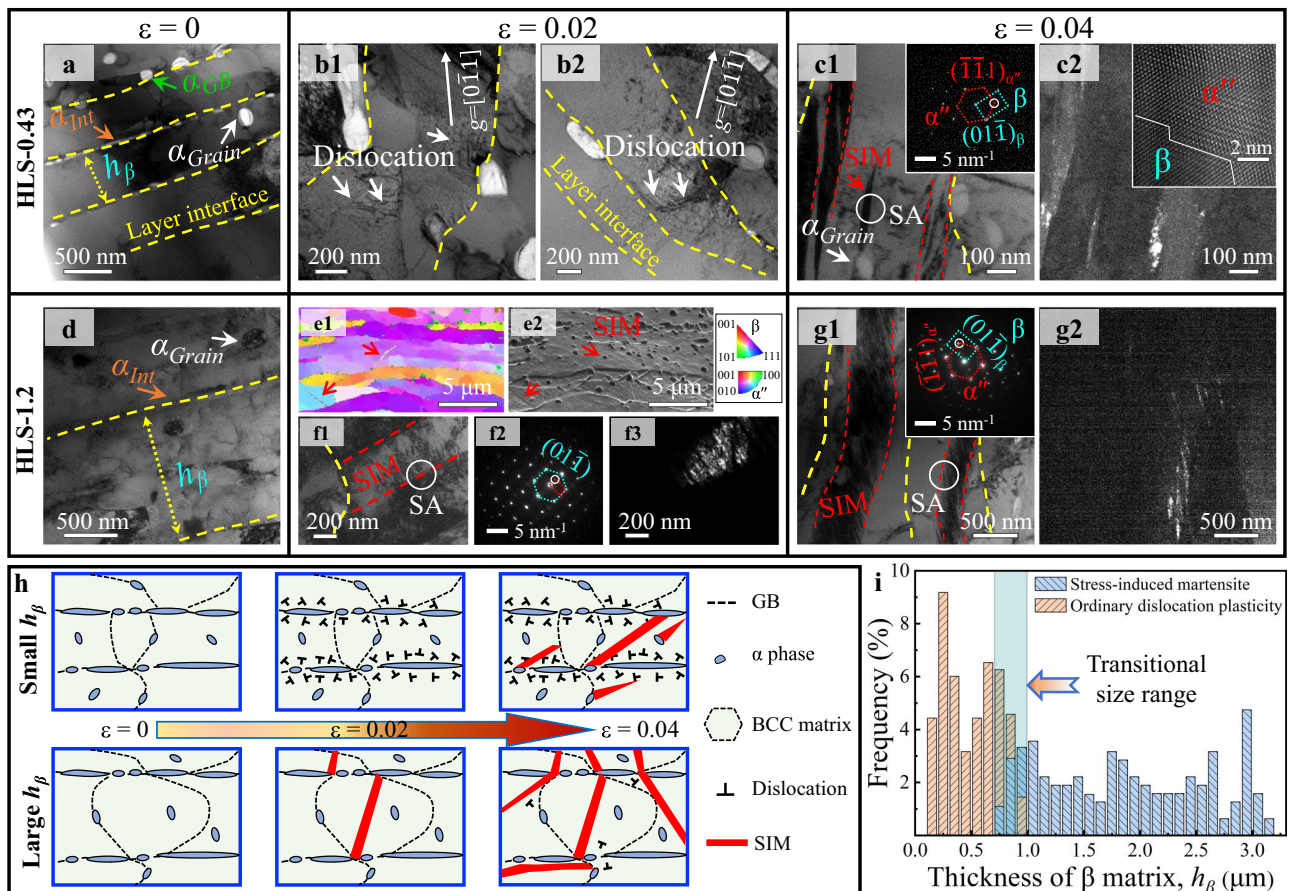 ε = 0
ε = 0.02
ε = 0.04
HLS-0.43
a
α_GB
α_Int
α_Grain
h_β
Layer interface
500 nm
b1
g=[01̄1]
Dislocation
200 nm
b2
g=[011̄]
Dislocation
Layer interface
200 nm
c1
(1̄1̄1)α''
α''
β
(011̄)β
5 nm⁻¹
SIM
SA
α_Grain
100 nm
c2
α''
β
2 nm
100 nm
HLS-1.2
d
α_Grain
α_Int
h_β
500 nm
e1
5 μm
e2
SIM
5 μm
β
001
101
111
001
100
010
α''
f1
SIM
SA
200 nm
f2
(011̄)
5 nm⁻¹
f3
200 nm
g1
(011̄)β
β
α''
5 nm⁻¹
SIM
SA
500 nm
g2
500 nm
h
Small h_β
ε = 0
ε = 0.02
ε = 0.04
Large h_β
GB
α phase
BCC matrix
Dislocation
SIM
i
Stress-induced martensite
Ordinary dislocation plasticity
Transitional
size range
Frequency (%)
10
8
6
4
2
0.0 0.5 1.0 1.5 2.0 2.5 3.0
Thickness of β matrix, h_β (μm)